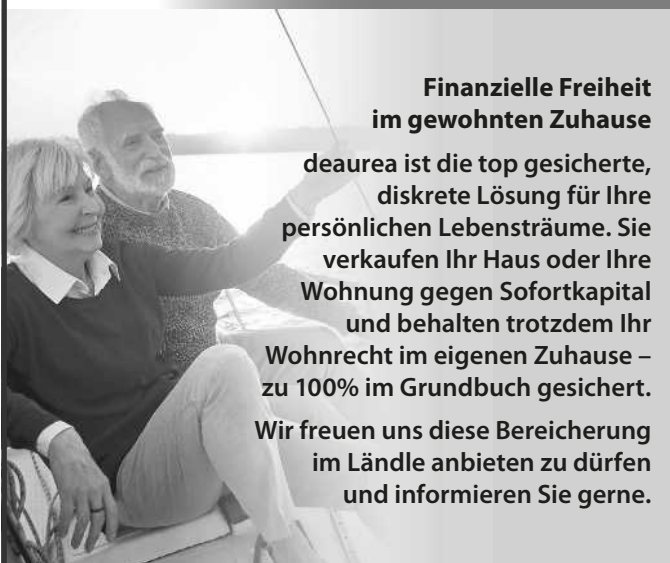 Finanzielle Freiheit
im gewohnten Zuhause
deaurea ist die top gesicherte,
diskrete Lösung für Ihre
persönlichen Lebensträume. Sie
verkaufen Ihr Haus oder Ihre
Wohnung gegen Sofortkapital
und behalten trotzdem Ihr
Wohnrecht im eigenen Zuhause –
zu 100% im Grundbuch gesichert.
Wir freuen uns diese Bereicherung
im Ländle anbieten zu dürfen
und informieren Sie gerne.